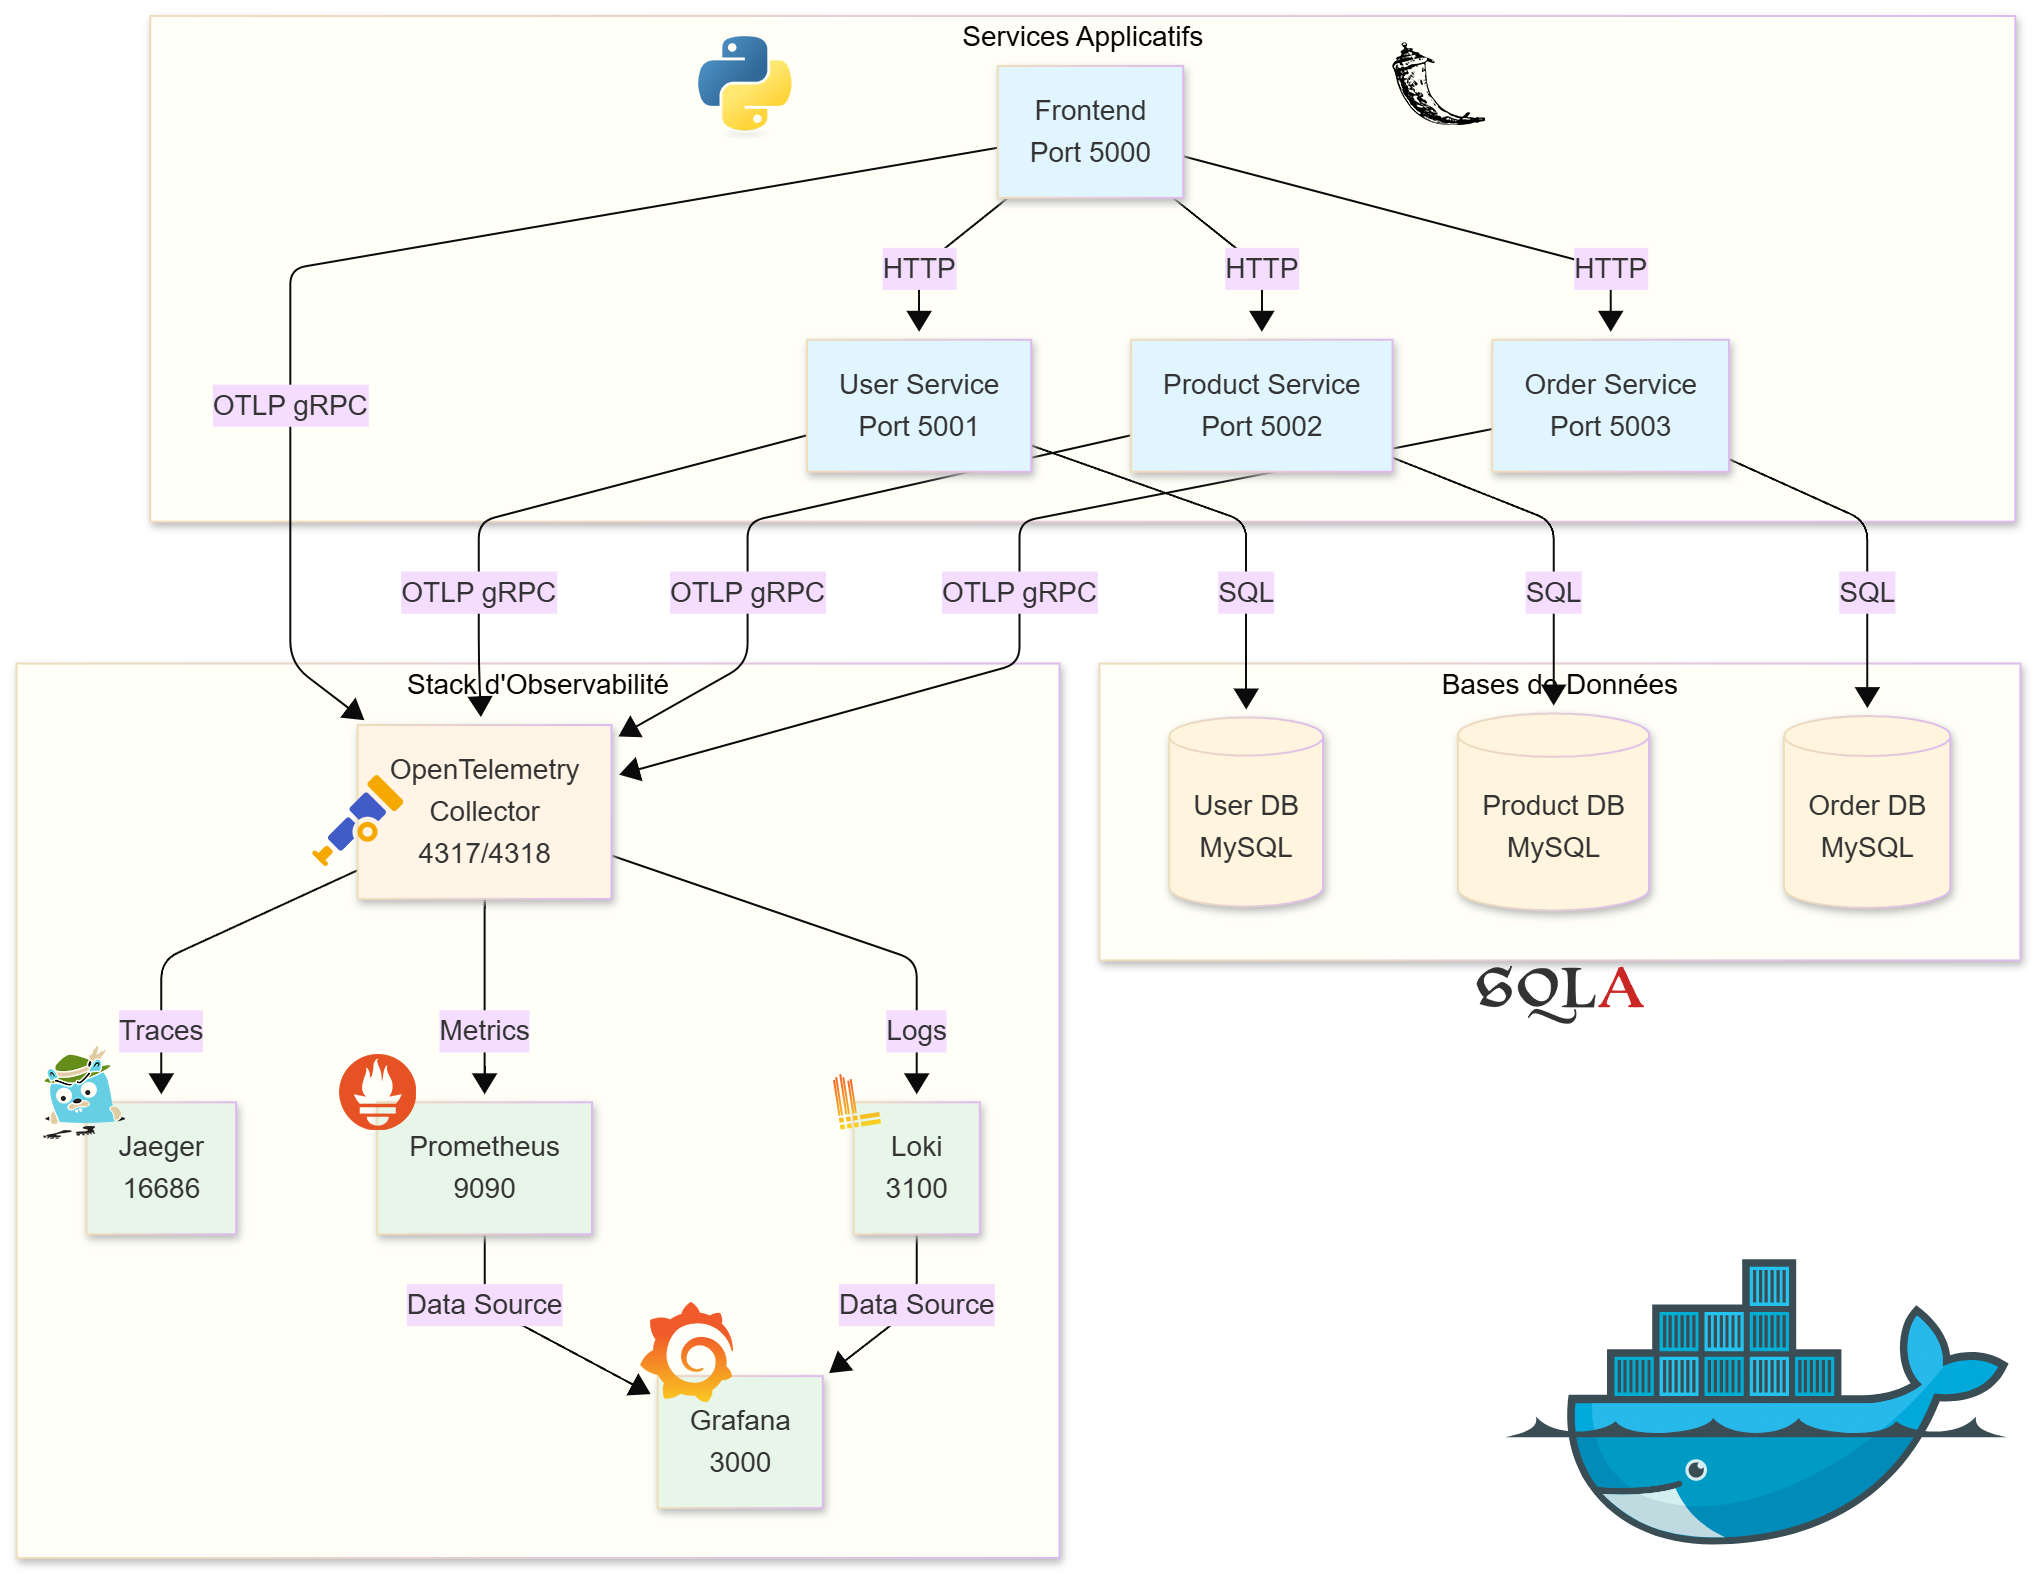 Services Applicatifs
Frontend
Port 5000
HTTP
HTTP
HTTP
User Service
Port 5001
Product Service
Port 5002
Order Service
Port 5003
OTLP gRPC
OTLP gRPC
OTLP gRPC
OTLP gRPC
SQL
SQL
SQL
Stack d'Observabilité
OpenTelemetry
Collector
4317/4318
Bases de Données
User DB
MySQL
Product DB
MySQL
Order DB
MySQL
SQLA
Traces
Metrics
Logs
Jaeger
16686
Prometheus
9090
Loki
3100
Data Source
Data Source
Grafana
3000